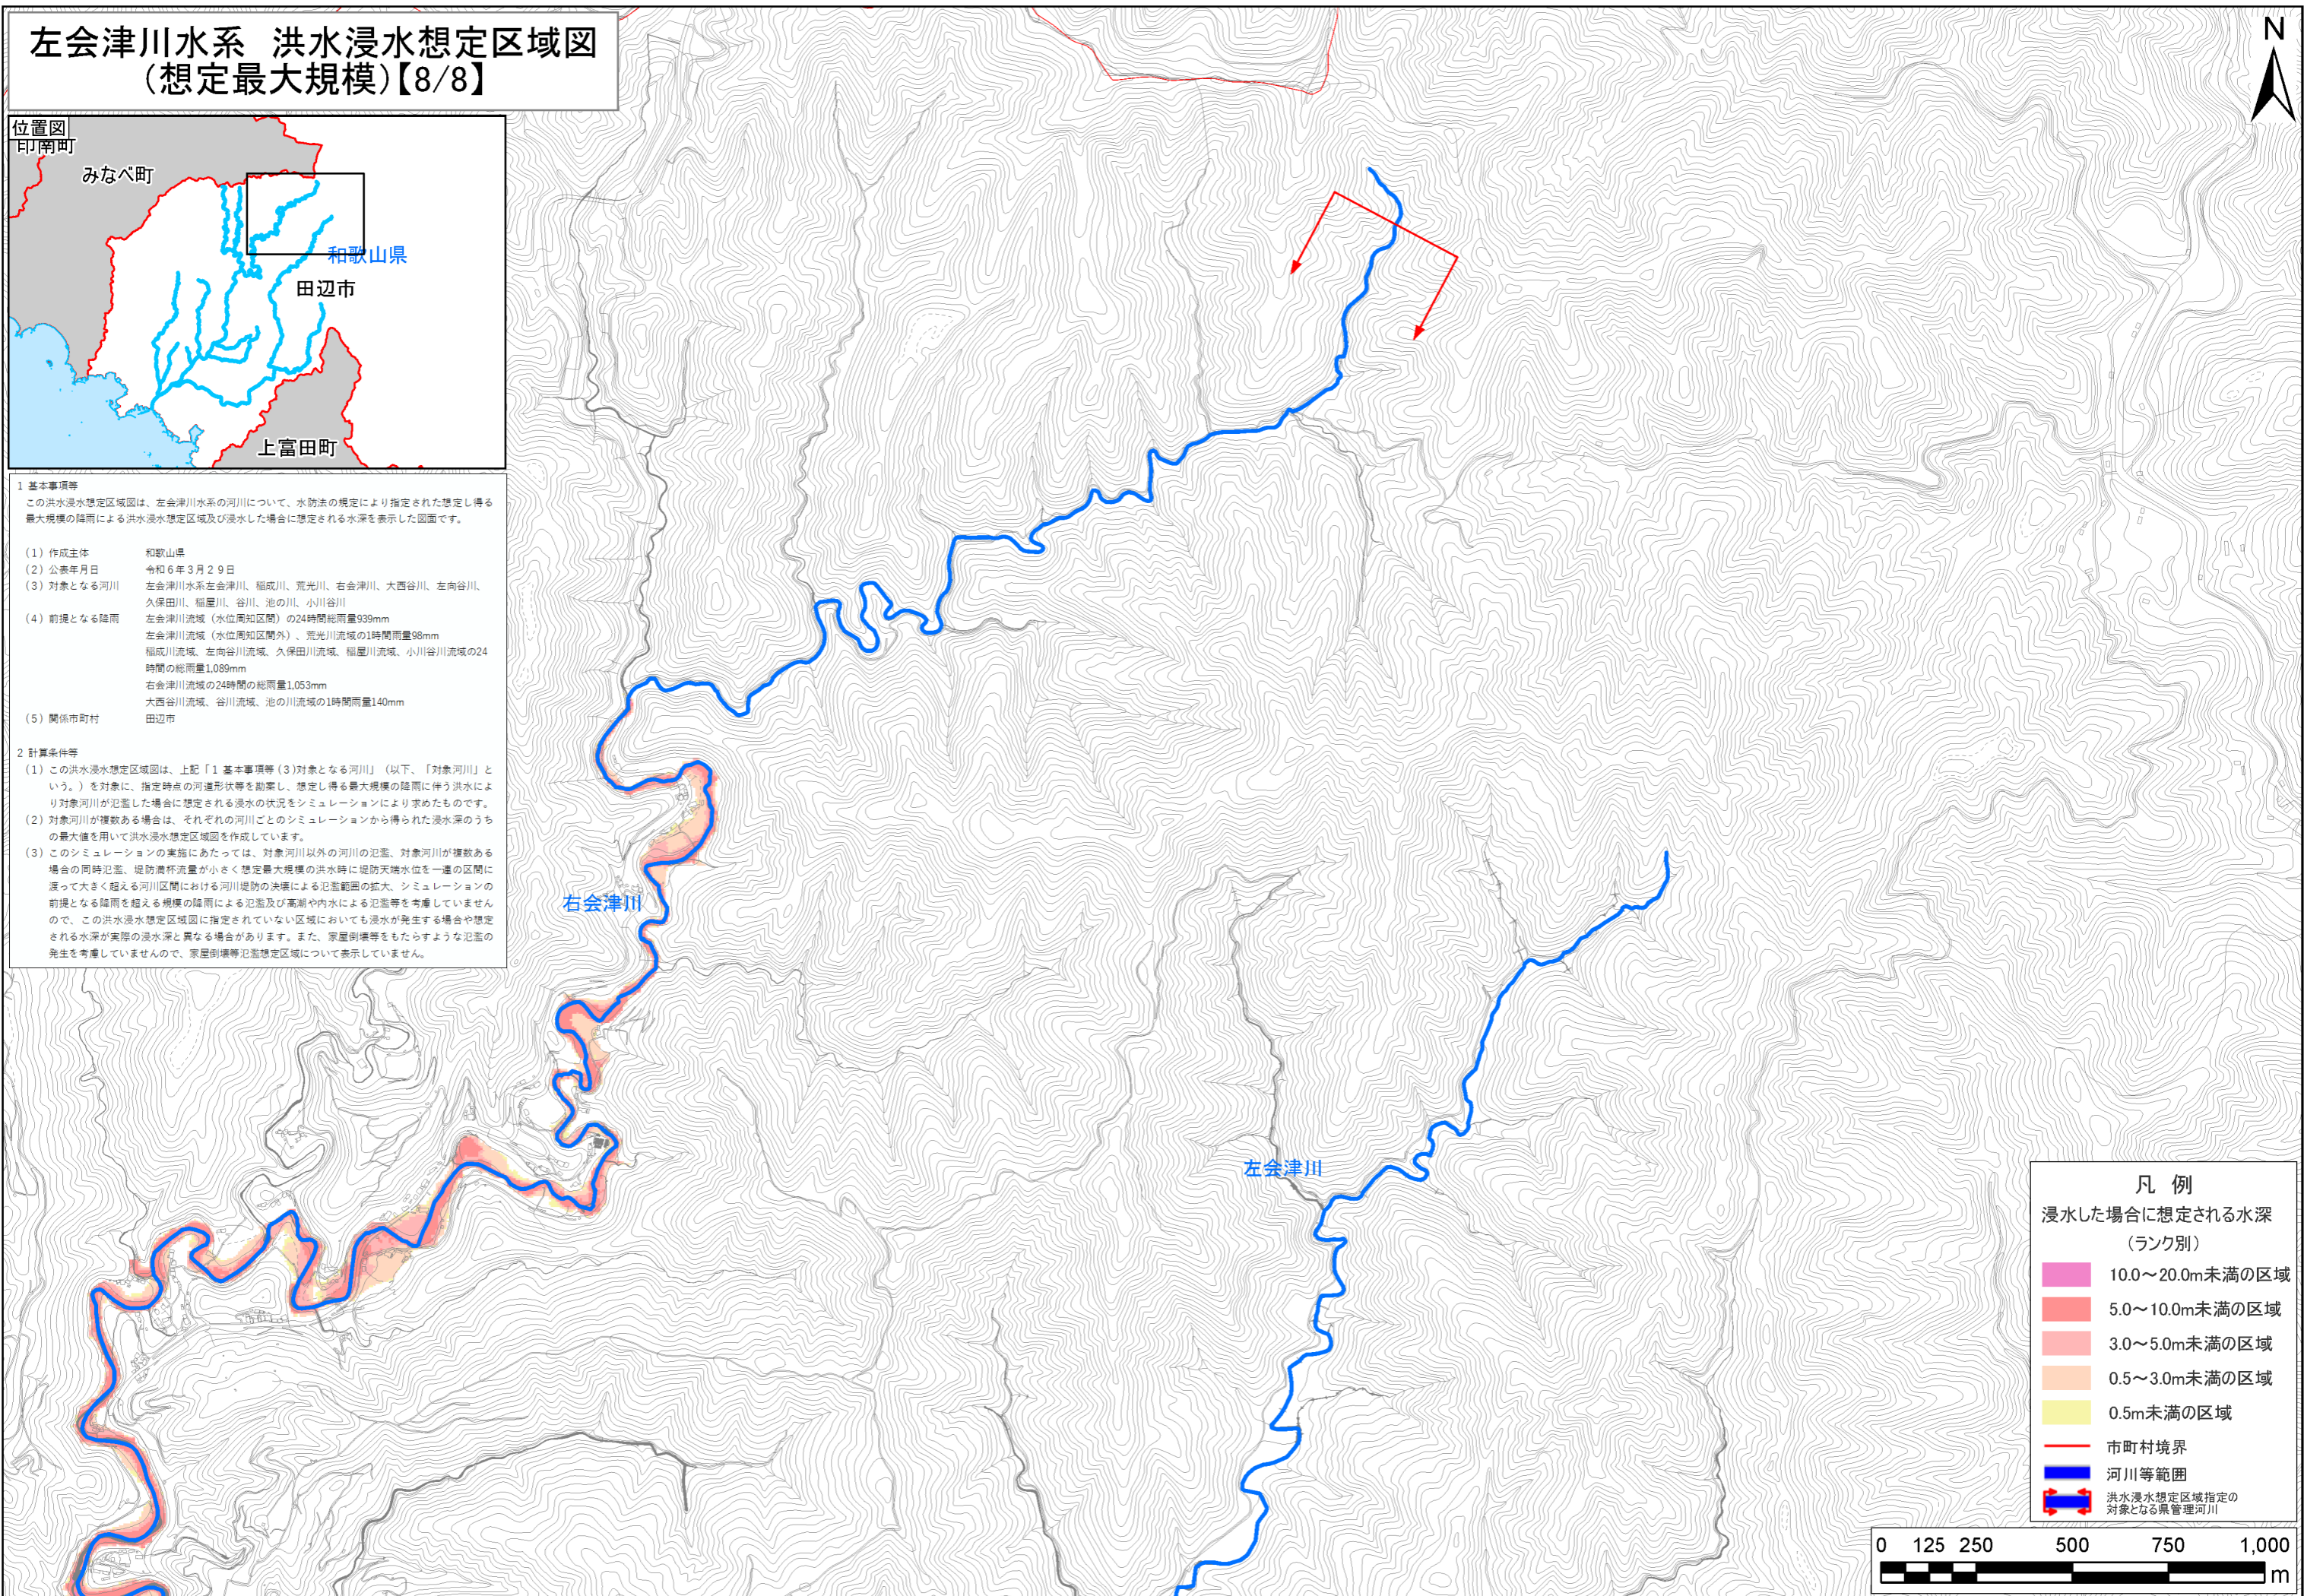 左会津川水系 洪水浸水想定区域図
(想定最大規模)【8/8】
N
位置図
印南町
みなべ町
和歌山県
田辺市
上富田町
1 基本事項等
この洪水浸水想定区域図は、左会津川水系の河川について、水防法の規定により指定された想定し得る
最大規模の降雨による洪水浸水想定区域及び浸水した場合に想定される水深を表示した図面です。
（1）作成主体 和歌山県
（2）公表年月日 令和6年3月29日
（3）対象となる河川 左会津川水系左会津川、稲成川、荒光川、右会津川、大西谷川、左向谷川、
久保田川、稲屋川、谷川、池の川、小川谷川
（4）前提となる降雨 左会津川流域（水位周知区間）の24時間総雨量939mm
左会津川流域（水位周知区間外）、荒光川流域の1時間雨量98mm
稲成川流域、左向谷川流域、久保田川流域、稲屋川流域、小川谷川流域の24
時間の総雨量1,089mm
右会津川流域の24時間の総雨量1,053mm
大西谷川流域、谷川流域、池の川流域の1時間雨量140mm
（5）関係市町村 田辺市
2 計算条件等
（1）この洪水浸水想定区域図は、上記「1 基本事項等（3）対象となる河川」（以下、「対象河川」と
いう。）を対象に、指定時点の河道形状等を勘案し、想定し得る最大規模の降雨に伴う洪水によ
り対象河川が氾濫した場合に想定される浸水の状況をシミュレーションにより求めたものです。
（2）対象河川が複数ある場合は、それぞれの河川ごとのシミュレーションから得られた浸水深のうち
の最大値を用いて洪水浸水想定区域図を作成しています。
（3）このシミュレーションの実施にあたっては、対象河川以外の河川の氾濫、対象河川が複数ある
場合の同時氾濫、堤防満杯流量が小さく想定最大規模の洪水時に堤防天端水位を一連の区間に
渡って大きく超える河川区間における河川堤防の決壊による氾濫範囲の拡大、シミュレーションの
前提となる降雨を超える規模の降雨による氾濫及び高潮や内水による氾濫等を考慮していません
ので、この洪水浸水想定区域図に指定されていない区域においても浸水が発生する場合や想定
される水深が実際の浸水深と異なる場合があります。また、家屋倒壊等をもたらすような氾濫の
発生を考慮していませんので、家屋倒壊等氾濫想定区域について表示していません。
右会津川
左会津川
凡 例
浸水した場合に想定される水深
（ランク別）
10.0～20.0m未満の区域
5.0～10.0m未満の区域
3.0～5.0m未満の区域
0.5～3.0m未満の区域
0.5m未満の区域
市町村境界
河川等範囲
洪水浸水想定区域指定の
対象となる県管理河川
0 125 250 500 750 1,000
m